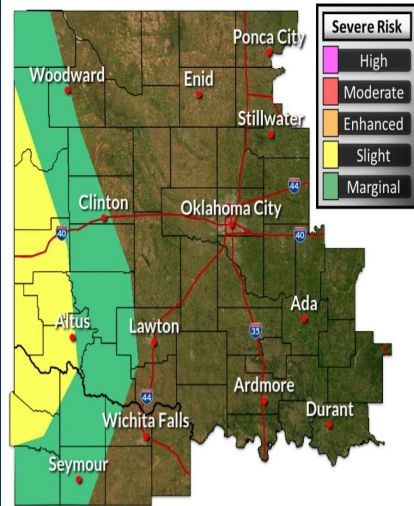 Severe Risk
High
Moderate
Enhanced
Slight
Marginal
Ponca City
Woodward
Enid
Stillwater
44
Clinton
Oklahoma City
40
40
Ada
Altus
Lawton
35
Ardmore
44
Durant
Wichita Falls
Seymour